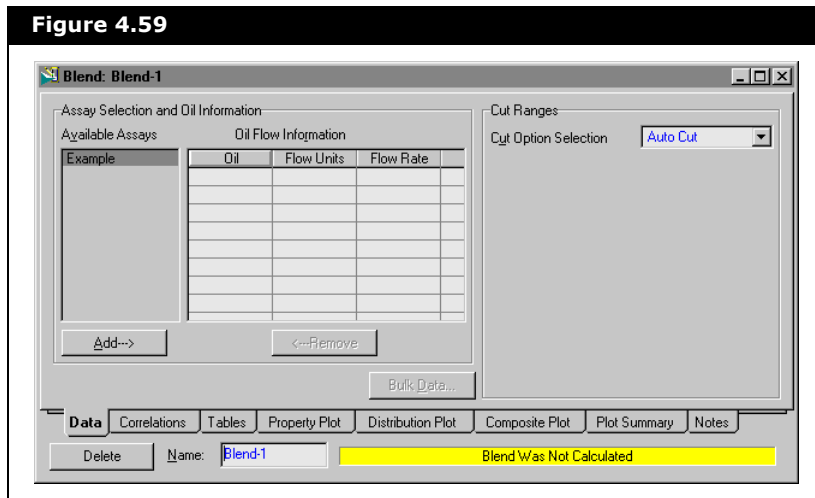 Figure 4.59
Blend: Blend-1
Assay Selection and Oil Information
Available Assays
Oil Flow Information
Example
Oil Flow Units Flow Rate
Add--->
<---Remove
Bulk Data...
Cut Ranges
Cut Option Selection Auto Cut
Data Correlations Tables Property Plot Distribution Plot Composite Plot Plot Summary Notes
Delete Name: Blend-1 Blend Was Not Calculated